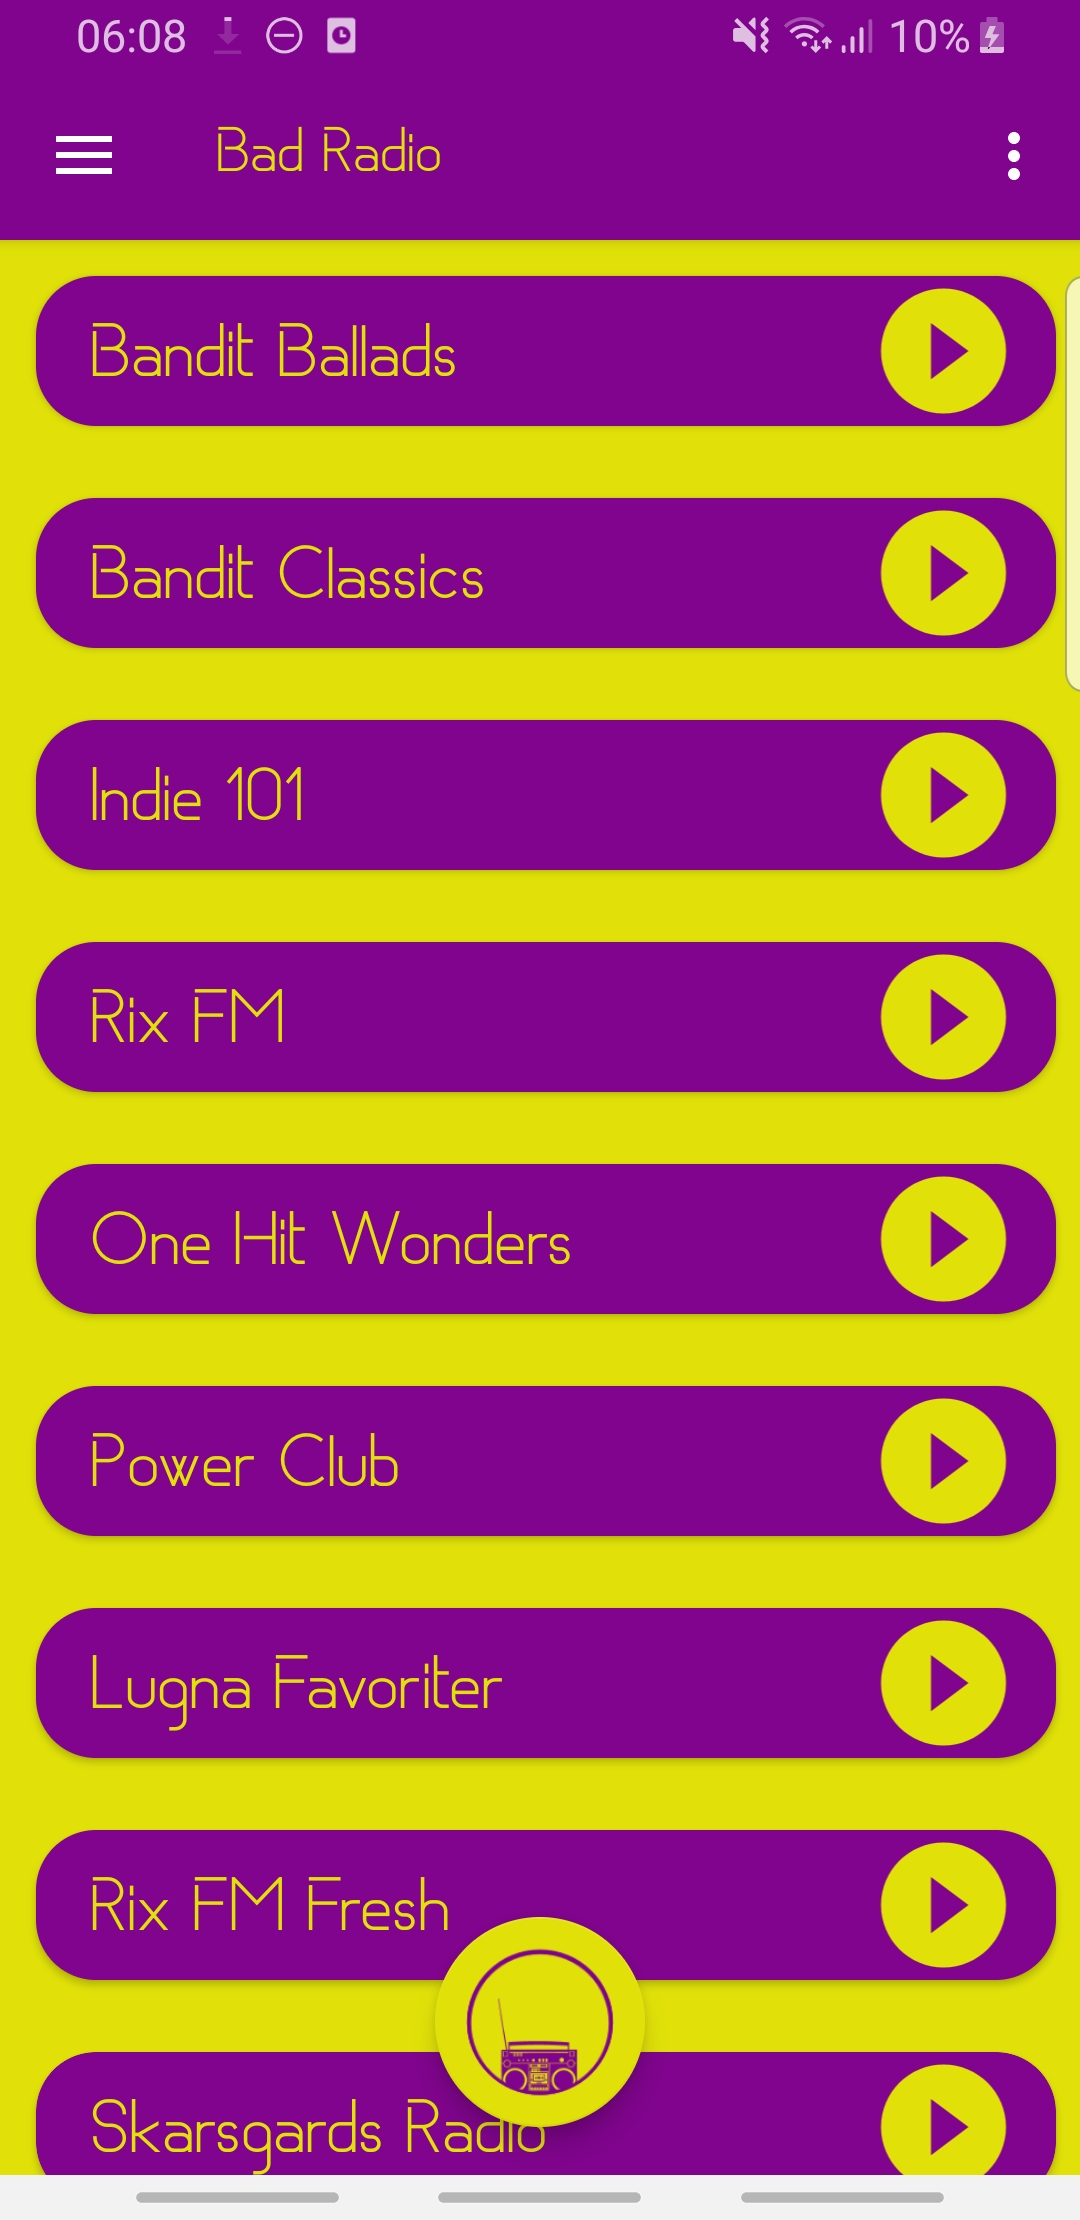 06:08
10%
Bad Radio
Bandit Ballads
Bandit Classics
Indie 101
Rix FM
One Hit Wonders
Power Club
Lugna Favoriter
Rix FM Fresh
Skarsgards Radio